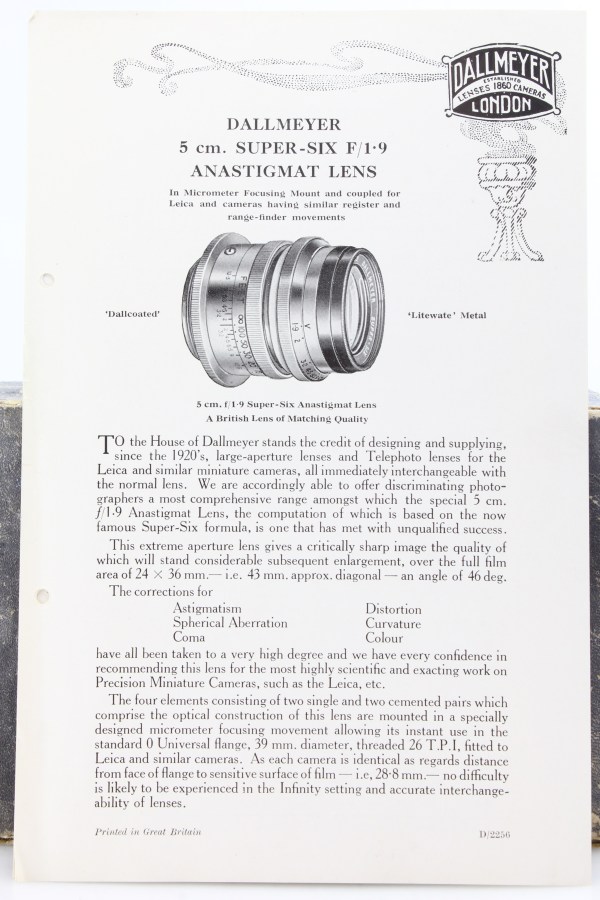 DALLMEYER
ESTABLISHED
LENSES 1860 CAMERAS
LONDON
DALLMEYER
5 cm. SUPER-SIX F/1·9
ANASTIGMAT LENS
In Micrometer Focusing Mount and coupled for
Leica and cameras having similar register and
range-finder movements
'Dallcoated'
FEET
'Litewate' Metal
5 cm. f/1·9 Super-Six Anastigmat Lens
A British Lens of Matching Quality
TO the House of Dallmeyer stands the credit of designing and supplying,
since the 1920's, large-aperture lenses and Telephoto lenses for the
Leica and similar miniature cameras, all immediately interchangeable with
the normal lens. We are accordingly able to offer discriminating photo-
graphers a most comprehensive range amongst which the special 5 cm.
f/1·9 Anastigmat Lens, the computation of which is based on the now
famous Super-Six formula, is one that has met with unqualified success.
This extreme aperture lens gives a critically sharp image the quality of
which will stand considerable subsequent enlargement, over the full film
area of 24 × 36 mm.— i.e. 43 mm. approx. diagonal — an angle of 46 deg.
The corrections for
Astigmatism Distortion
Spherical Aberration Curvature
Coma Colour
have all been taken to a very high degree and we have every confidence in
recommending this lens for the most highly scientific and exacting work on
Precision Miniature Cameras, such as the Leica, etc.
The four elements consisting of two single and two cemented pairs which
comprise the optical construction of this lens are mounted in a specially
designed micrometer focusing movement allowing its instant use in the
standard 0 Universal flange, 39 mm. diameter, threaded 26 T.P.I, fitted to
Leica and similar cameras. As each camera is identical as regards distance
from face of flange to sensitive surface of film — i.e, 28·8 mm.— no difficulty
is likely to be experienced in the Infinity setting and accurate interchange-
ability of lenses.
Printed in Great Britain D/2256